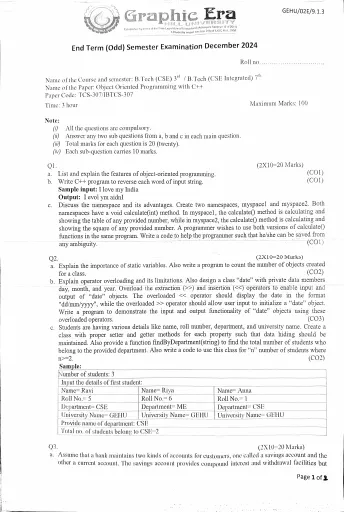 GEHU/02E/9.1.3
Graphic Era
HILL UNIVERSITY
End Term (Odd) Semester Examination December 2024
Roll no
Name of the Course and semester: B.Tech (CSE) 3rd / B.Tech (CSE Integrated) 7th
Name of the Paper: Object Oriented Programming with C++
Paper Code: TCS-307/IBTCS-307
Time: 3 hour Maximum Marks: 100
Note:
(i) All the questions are compulsory.
(ii) Answer any two sub questions from a, b and c in each main question.
(iii) Total marks for each question is 20 (twenty).
(iv) Each sub-question carries 10 marks.
Q1. (2X10=20 Marks)
a. List and explain the features of object-oriented programming. (CO1)
b. Write C++ program to reverse each word of input string. (CO1)
Sample input: I love my India
Output: I evol ym aidnI
c. Discuss the namespace and its advantages. Create two namespaces, myspace1 and myspace2. Both
namespaces have a void calculate() method. In myspace1, the calculate() method is calculating and
showing the table of any provided number, while in myspace2, the calculate() method is calculating and
showing the square of any provided number. A programmer wishes to use both versions of calculate()
functions in the same program. Write a code to help the programmer such that he/she can be saved from
any ambiguity. (CO1)
Q2. (2X10=20 Marks)
a. Explain the importance of static variables. Also write a program to count the number of objects created
for a class. (CO2)
b. Explain operator overloading and its limitations. Also design a class "date" with private data members
day, month, and year. Overload the extraction (>>) and insertion (<<) operators to enable input and
output of "date" objects. The overloaded << operator should display the date in the format
"dd/mm/yyyy", while the overloaded >> operator should allow user input to initialize a "date" object.
Write a program to demonstrate the input and output functionality of "date" objects using these
overloaded operators. (CO3)
c. Students are having various details like name, roll number, department, and university name. Create a
class with proper setter and getter methods for each property such that data hiding should be
maintained. Also provide a function findByDepartment(string) to find the total number of students who
belong to the provided department. Also write a code to use this class for "n" number of students where
n>=2. (CO2)
Sample:
Number of students: 3
Input the details of first student:
Name= Ravi Name= Riya Name= Anna
Roll No.= 5 Roll No.= 6 Roll No.= 1
Department= CSE Department= ME Department= CSE
University Name= GEHU University Name= GEHU University Name= GEHU
Provide name of department: CSE
Total no. of students belong to CSE=2
Q3. (2X10=20 Marks)
a. Assume that a bank maintains two kinds of accounts for customers, one called a savings account and the
other a current account. The savings account provides compound interest and withdrawal facilities but
Page 1 of